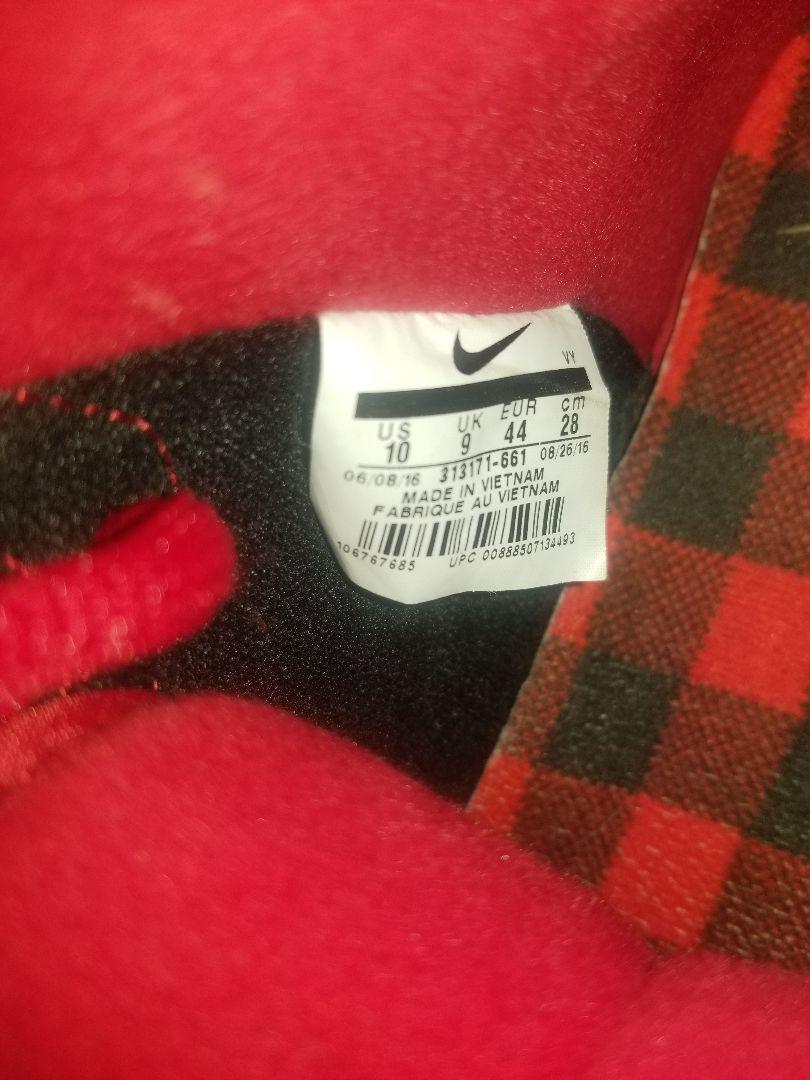 VY
US UK EUR cm
10 9 44 28
06/08/16 313171-661 08/26/16
MADE IN VIETNAM
FABRIQUE AU VIETNAM
106767685 UPC 00888507134493